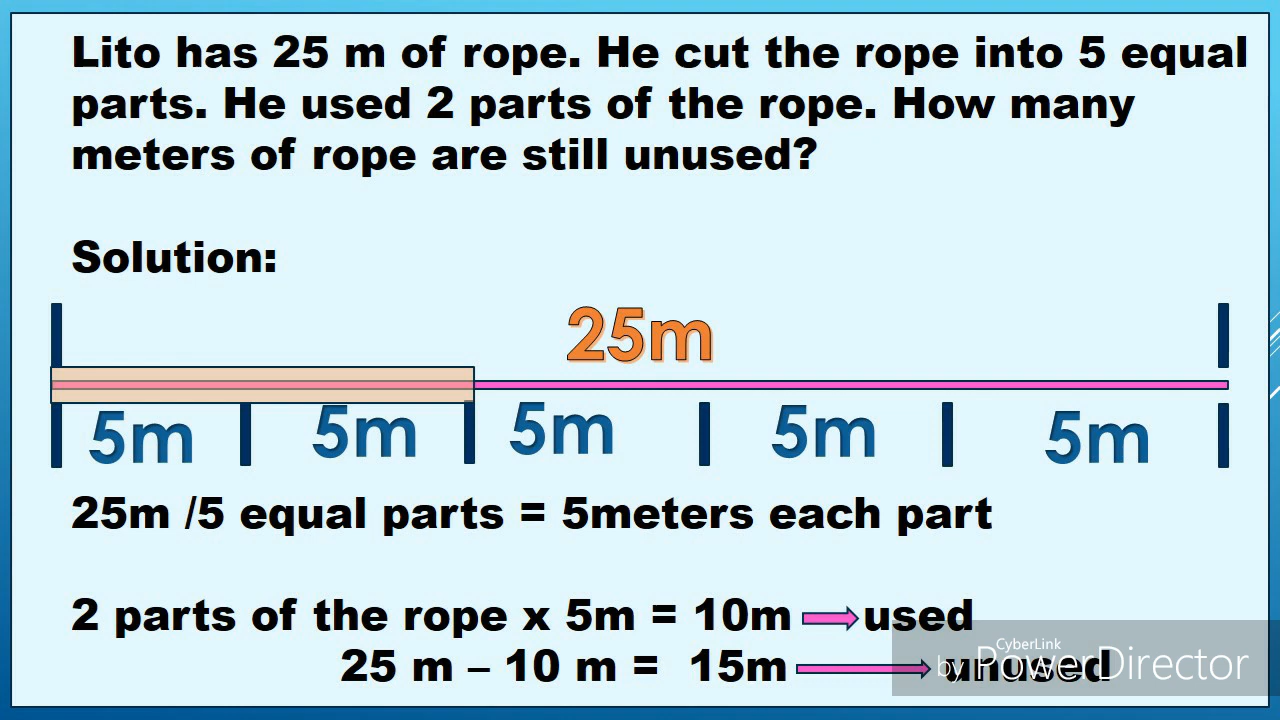 Lito has 25 m of rope. He cut the rope into 5 equal
parts. He used 2 parts of the rope. How many
meters of rope are still unused?
Solution:
25m
5m 5m 5m 5m 5m
25m /5 equal parts = 5meters each part
2 parts of the rope x 5m = 10m used
25 m – 10 m = 15m unused
CyberLink
by PowerDirector